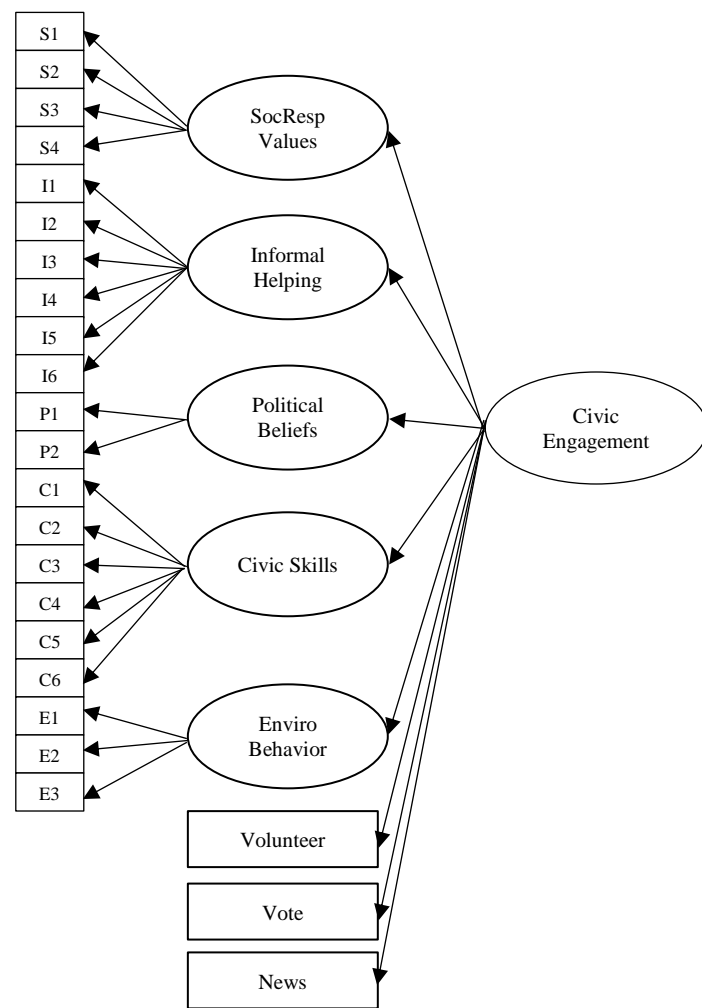 S1
S2
S3
S4
I1
I2
I3
I4
I5
I6
P1
P2
C1
C2
C3
C4
C5
C6
E1
E2
E3
SocResp
Values
Informal
Helping
Political
Beliefs
Civic Skills
Enviro
Behavior
Volunteer
Vote
News
Civic
Engagement